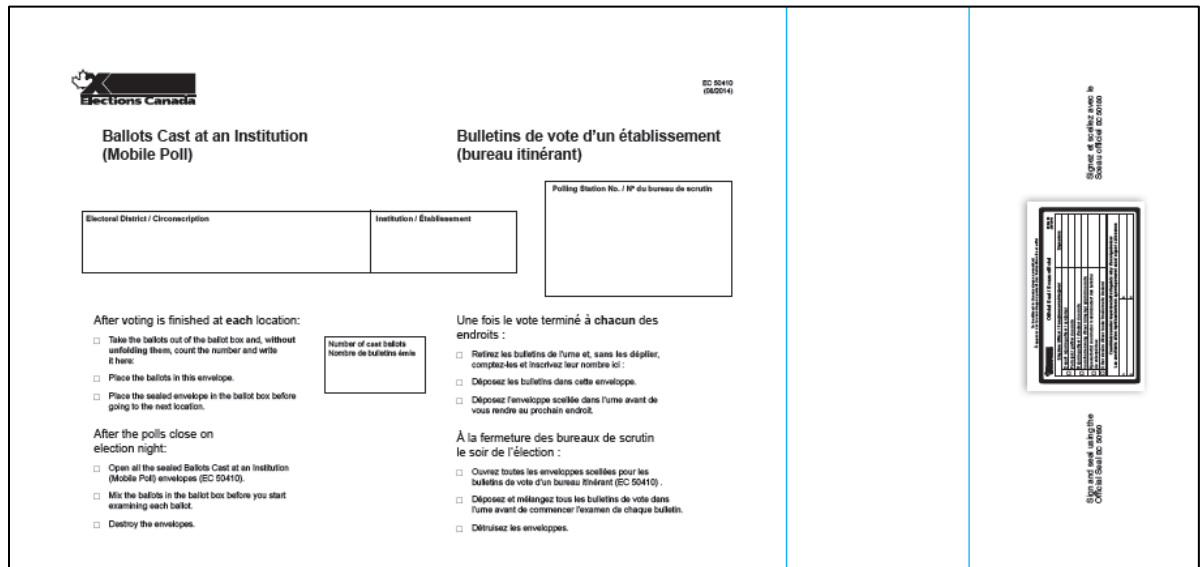 Elections Canada
EC 50410
(08/2014)
Ballots Cast at an Institution
(Mobile Poll)
Bulletins de vote d'un établissement
(bureau itinérant)
Polling Station No. / Nº du bureau de scrutin
Electoral District / Circonscription
Institution / Établissement
After voting is finished at each location:
Take the ballots out of the ballot box and, without
unfolding them, count the number and write
it here:
Place the ballots in this envelope.
Place the sealed envelope in the ballot box before
going to the next location.
Number of cast ballots
Nombre de bulletins émis
After the polls close on
election night:
Open all the sealed Ballots Cast at an Institution
(Mobile Poll) envelopes (EC 50410).
Mix the ballots in the ballot box before you start
examining each ballot.
Destroy the envelopes.
Une fois le vote terminé à chacun des
endroits :
Retirez les bulletins de l'urne et, sans les déplier,
comptez-les et inscrivez leur nombre ici :
Déposez les bulletins dans cette enveloppe.
Déposez l'enveloppe scellée dans l'urne avant de
vous rendre au prochain endroit.
À la fermeture des bureaux de scrutin
le soir de l'élection :
Ouvrez toutes les enveloppes scellées pour les
bulletins de vote d'un bureau itinérant (EC 50410) .
Déposez et mélangez tous les bulletins de vote dans
l'urne avant de commencer l'examen de chaque bulletin.
Détruisez les enveloppes.
Signez et scellez avec le
Sceau officiel EC 50160
Official Seal / Sceau officiel
Sign and seal using the
Official Seal EC 50160